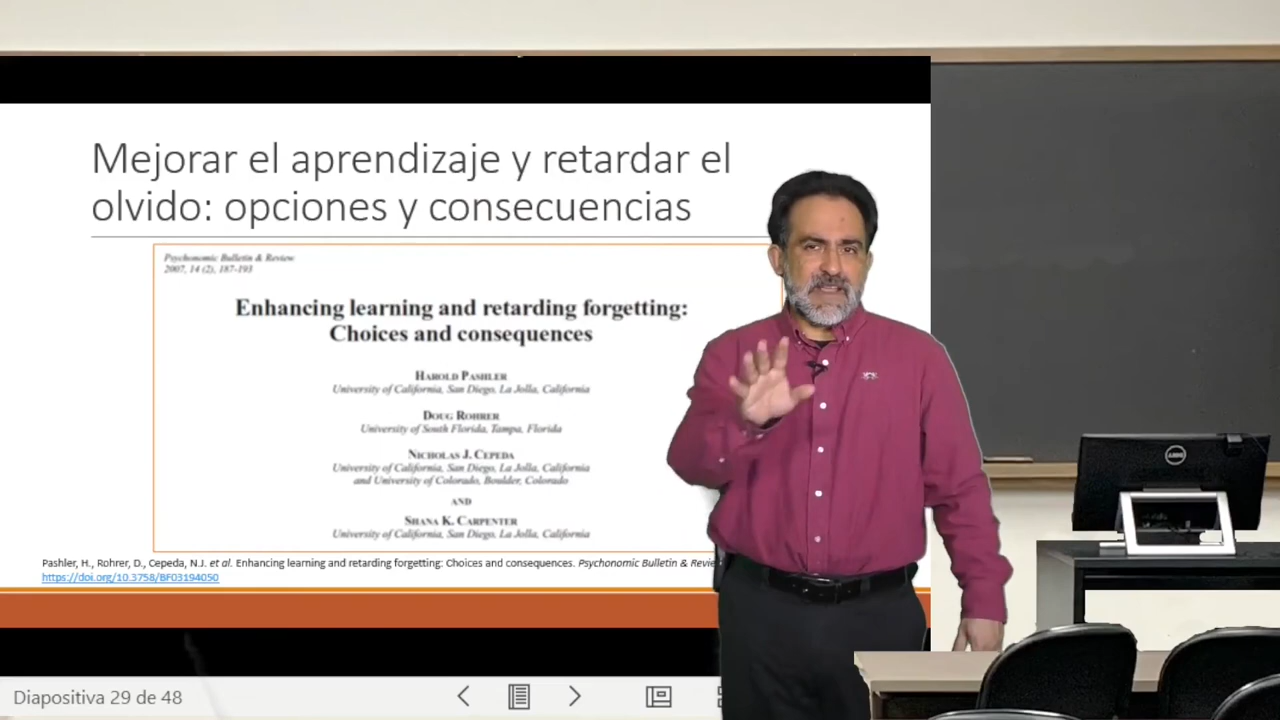 Mejorar el aprendizaje y retardar el
olvido: opciones y consecuencias
Psychonomic Bulletin & Review
2007, 14 (2), 187-193
Enhancing learning and retarding forgetting:
Choices and consequences
HAROLD PASHLER
University of California, San Diego, La Jolla, California
DOUG ROHRER
University of South Florida, Tampa, Florida
NICHOLAS J. CEPEDA
University of California, San Diego, La Jolla, California
and University of Colorado, Boulder, Colorado
AND
SHANA K. CARPENTER
University of California, San Diego, La Jolla, California
Pashler, H., Rohrer, D., Cepeda, N.J. et al. Enhancing learning and retarding forgetting: Choices and consequences. Psychonomic Bulletin & Revie
https://doi.org/10.3758/BF03194050
Diapositiva 29 de 48
DELL